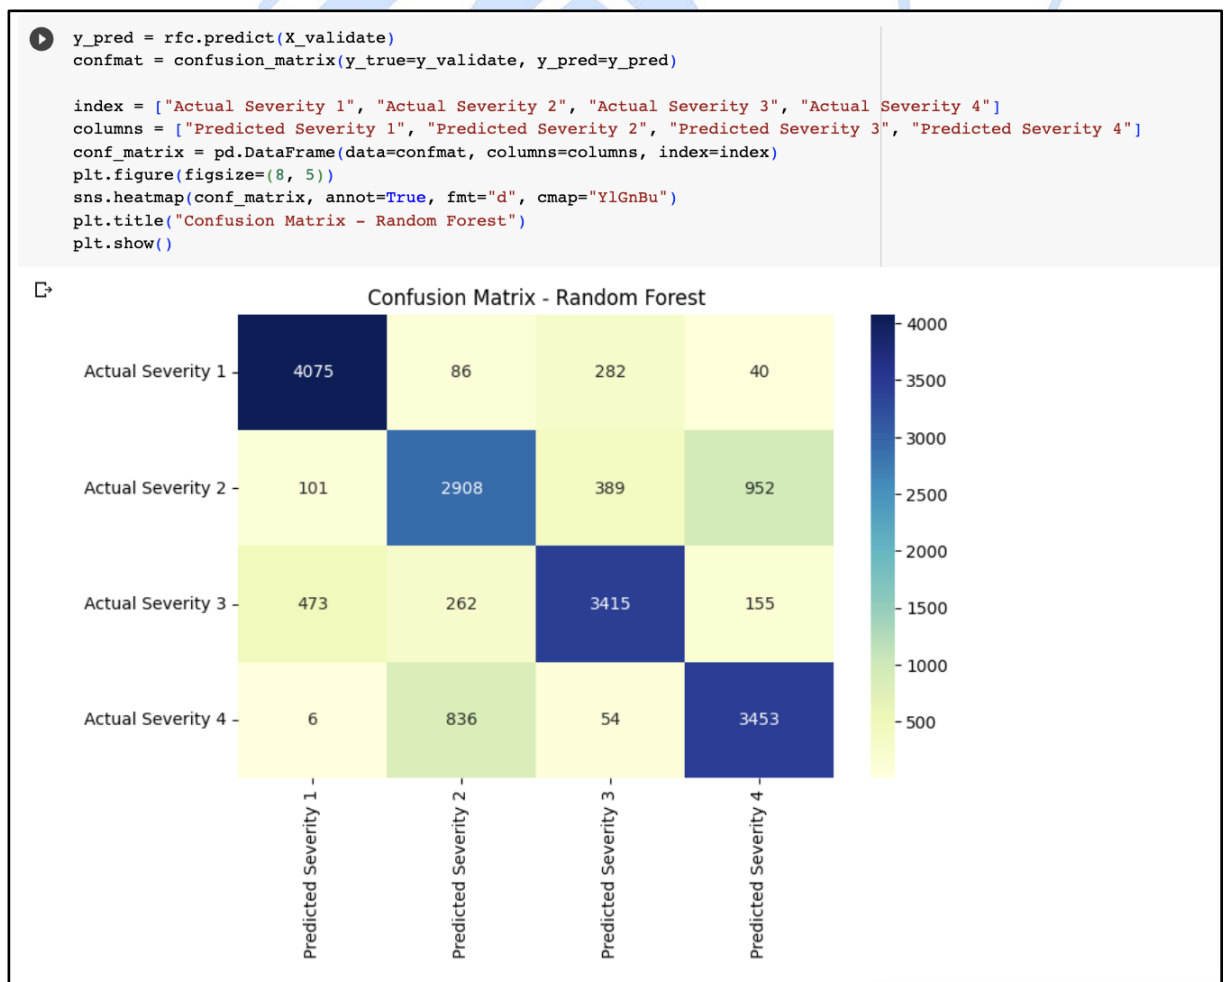 y_pred = rfc.predict(X_validate)
confmat = confusion_matrix(y_true=y_validate, y_pred=y_pred)
index = ["Actual Severity 1", "Actual Severity 2", "Actual Severity 3", "Actual Severity 4"]
columns = ["Predicted Severity 1", "Predicted Severity 2", "Predicted Severity 3", "Predicted Severity 4"]
conf_matrix = pd.DataFrame(data=confmat, columns=columns, index=index)
plt.figure(figsize=(8, 5))
sns.heatmap(conf_matrix, annot=True, fmt="d", cmap="YlGnBu")
plt.title("Confusion Matrix - Random Forest")
plt.show()
Confusion Matrix - Random Forest
Actual Severity 1 4075 86 282 40
Actual Severity 2 101 2908 389 952
Actual Severity 3 473 262 3415 155
Actual Severity 4 6 836 54 3453
Predicted Severity 1
Predicted Severity 2
Predicted Severity 3
Predicted Severity 4
4000
3500
3000
2500
2000
1500
1000
500